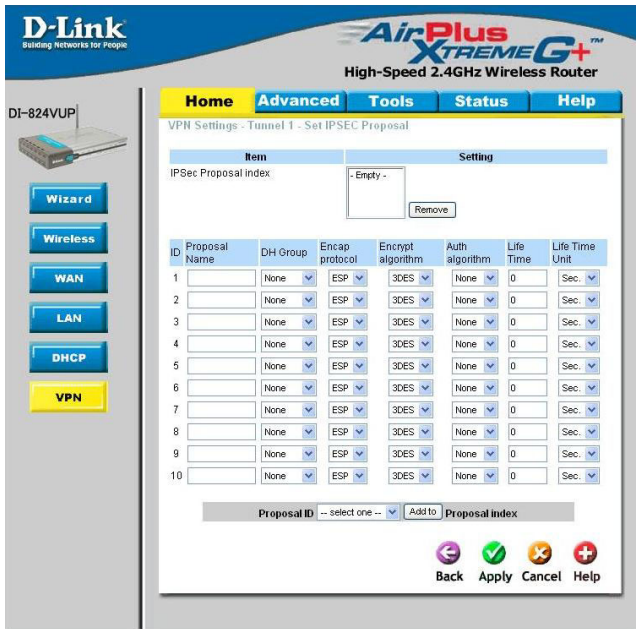 D-Link
Building Networks for People
AirPlus
XTREME G+™
High-Speed 2.4GHz Wireless Router
DI-824VUP
Home Advanced Tools Status Help
Wizard
Wireless
WAN
LAN
DHCP
VPN
VPN Settings - Tunnel 1 - Set IPSEC Proposal
Item Setting
IPSec Proposal index - Empty -
Remove
ID Proposal Name DH Group Encap protocol Encrypt algorithm Auth algorithm Life Time Life Time Unit
1 None ESP 3DES None 0 Sec.
2 None ESP 3DES None 0 Sec.
3 None ESP 3DES None 0 Sec.
4 None ESP 3DES None 0 Sec.
5 None ESP 3DES None 0 Sec.
6 None ESP 3DES None 0 Sec.
7 None ESP 3DES None 0 Sec.
8 None ESP 3DES None 0 Sec.
9 None ESP 3DES None 0 Sec.
10 None ESP 3DES None 0 Sec.
Proposal ID -- select one -- Add to Proposal index
Back Apply Cancel Help